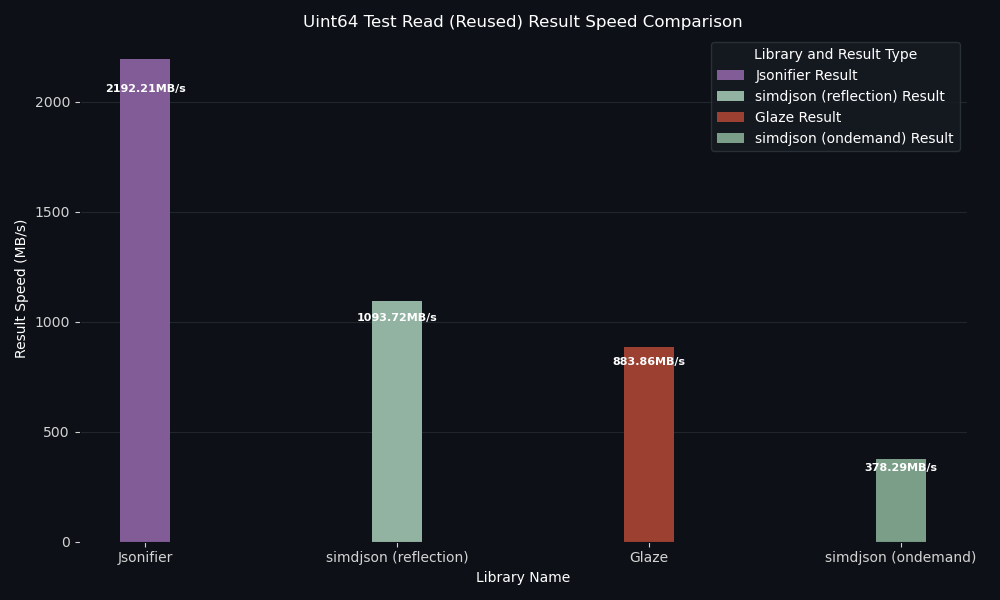 Uint64 Test Read (Reused) Result Speed Comparison
Library and Result Type
Jsonifier Result
simdjson (reflection) Result
Glaze Result
simdjson (ondemand) Result
Result Speed (MB/s)
2000
1500
1000
500
0
2192.21MB/s
1093.72MB/s
883.86MB/s
378.29MB/s
Jsonifier
simdjson (reflection)
Glaze
simdjson (ondemand)
Library Name